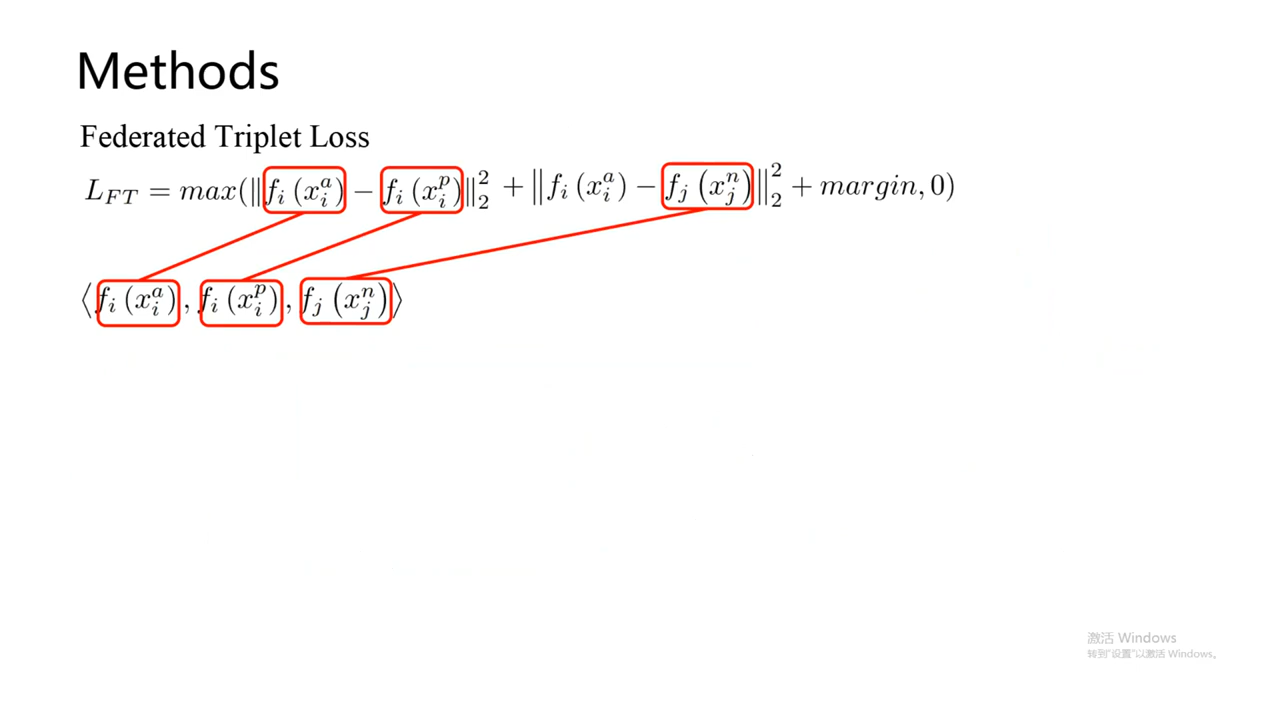 Methods
Federated Triplet Loss
L_{FT} = max(‖f_i (x_i^a) − f_i (x_i^p)‖_2^2 + ‖f_i (x_i^a) − f_j (x_j^n)‖_2^2 + margin, 0)
⟨f_i (x_i^a), f_i (x_i^p), f_j (x_j^n)⟩
激活 Windows
转到"设置"以激活 Windows。